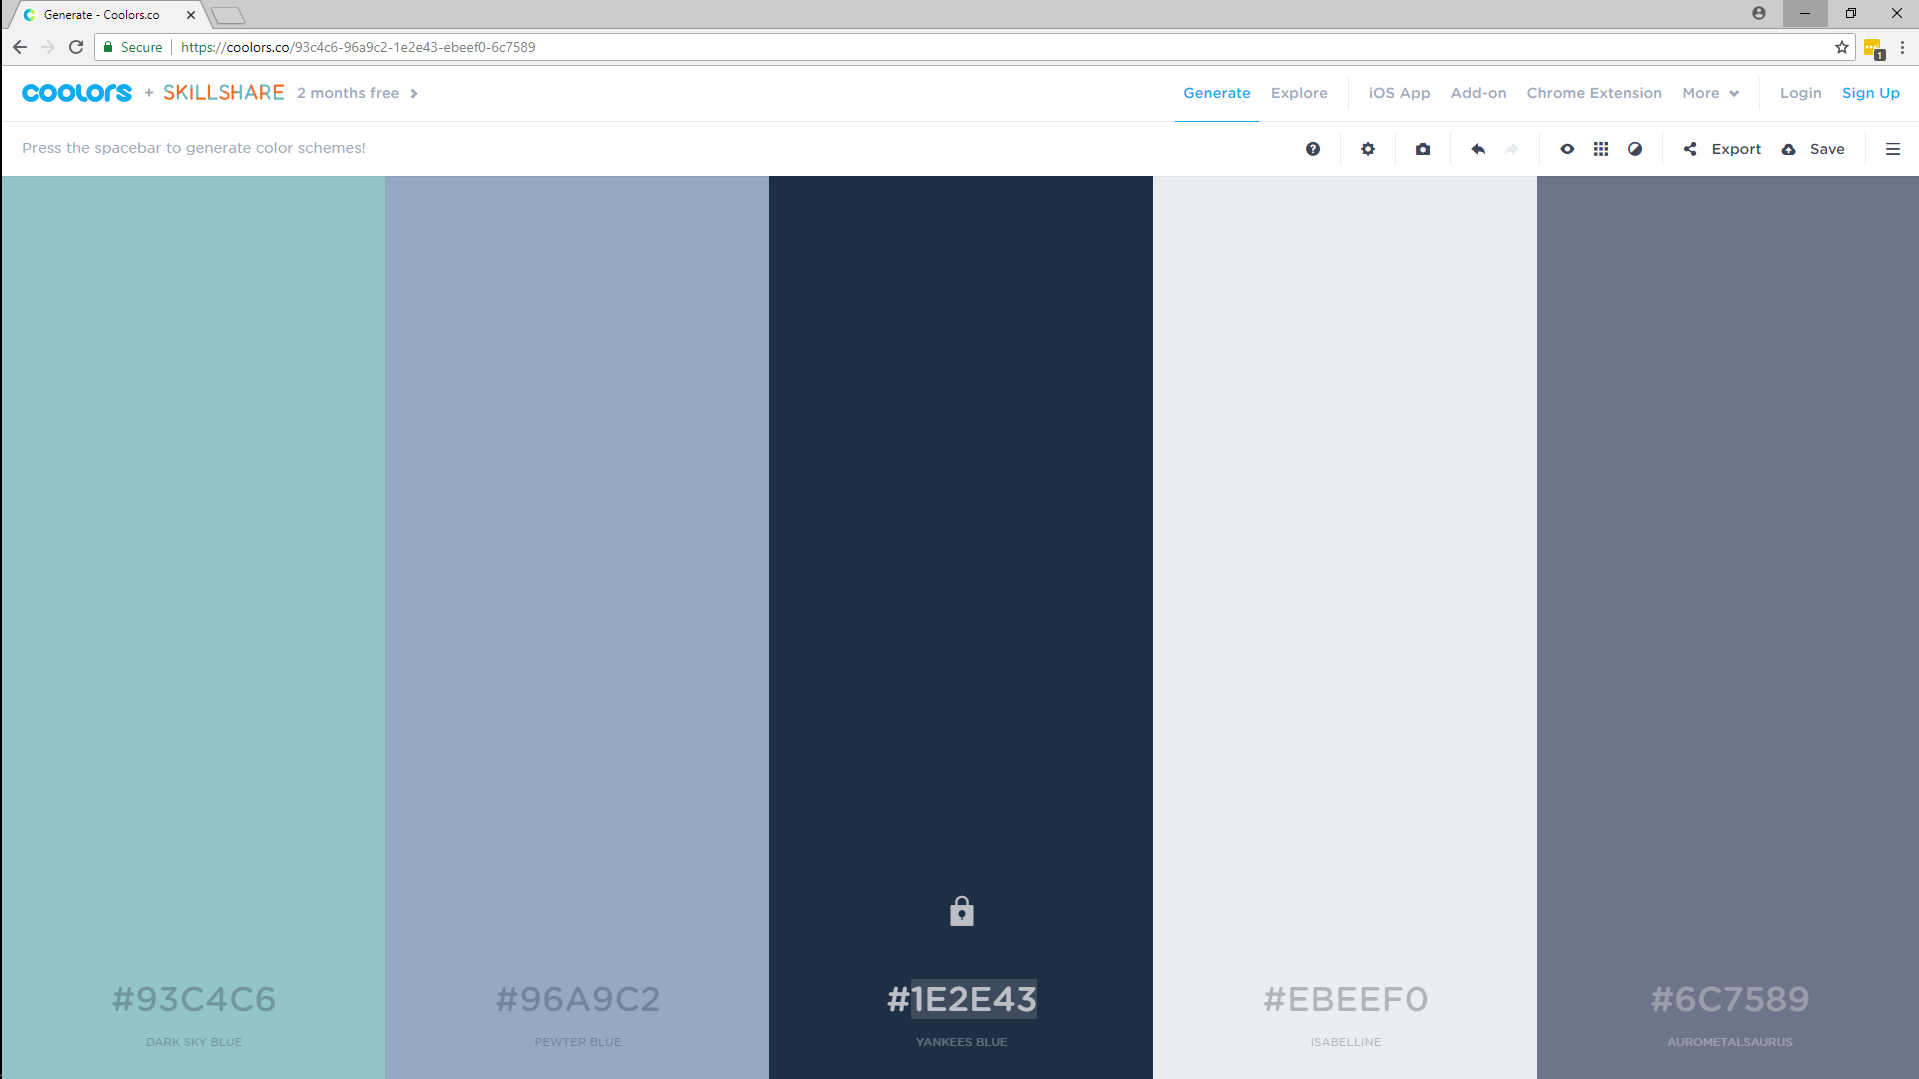 Generate - Coolors.co
Secure https://coolors.co/93c4c6-96a9c2-1e2e43-ebeef0-6c7589
1
coolors + SKILLSHARE 2 months free
Generate Explore iOS App Add-on Chrome Extension More Login Sign Up
Press the spacebar to generate color schemes!
Export Save
#93C4C6
DARK SKY BLUE
#96A9C2
PEWTER BLUE
#1E2E43
YANKEES BLUE
#EBEEF0
ISABELLINE
#6C7589
AUROMETALSAURUS